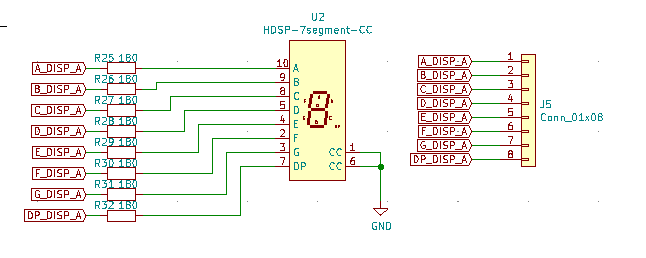 U2
HDSP-7segment-CC
R25 180
A_DISP_A
10 A
R26 180
B_DISP_A
9 B
R27 180
C_DISP_A
8 C
R28 180
D_DISP_A
5 D
R29 180
E_DISP_A
4 E
R30 180
F_DISP_A
2 F
R31 180
G_DISP_A
3 G
CC 1
R32 180
DP_DISP_A
7 DP
CC 6
GND
A_DISP_A 1
B_DISP_A 2
C_DISP_A 3
D_DISP_A 4
E_DISP_A 5
F_DISP_A 6
G_DISP_A 7
DP_DISP_A 8
J5
Conn_01x08